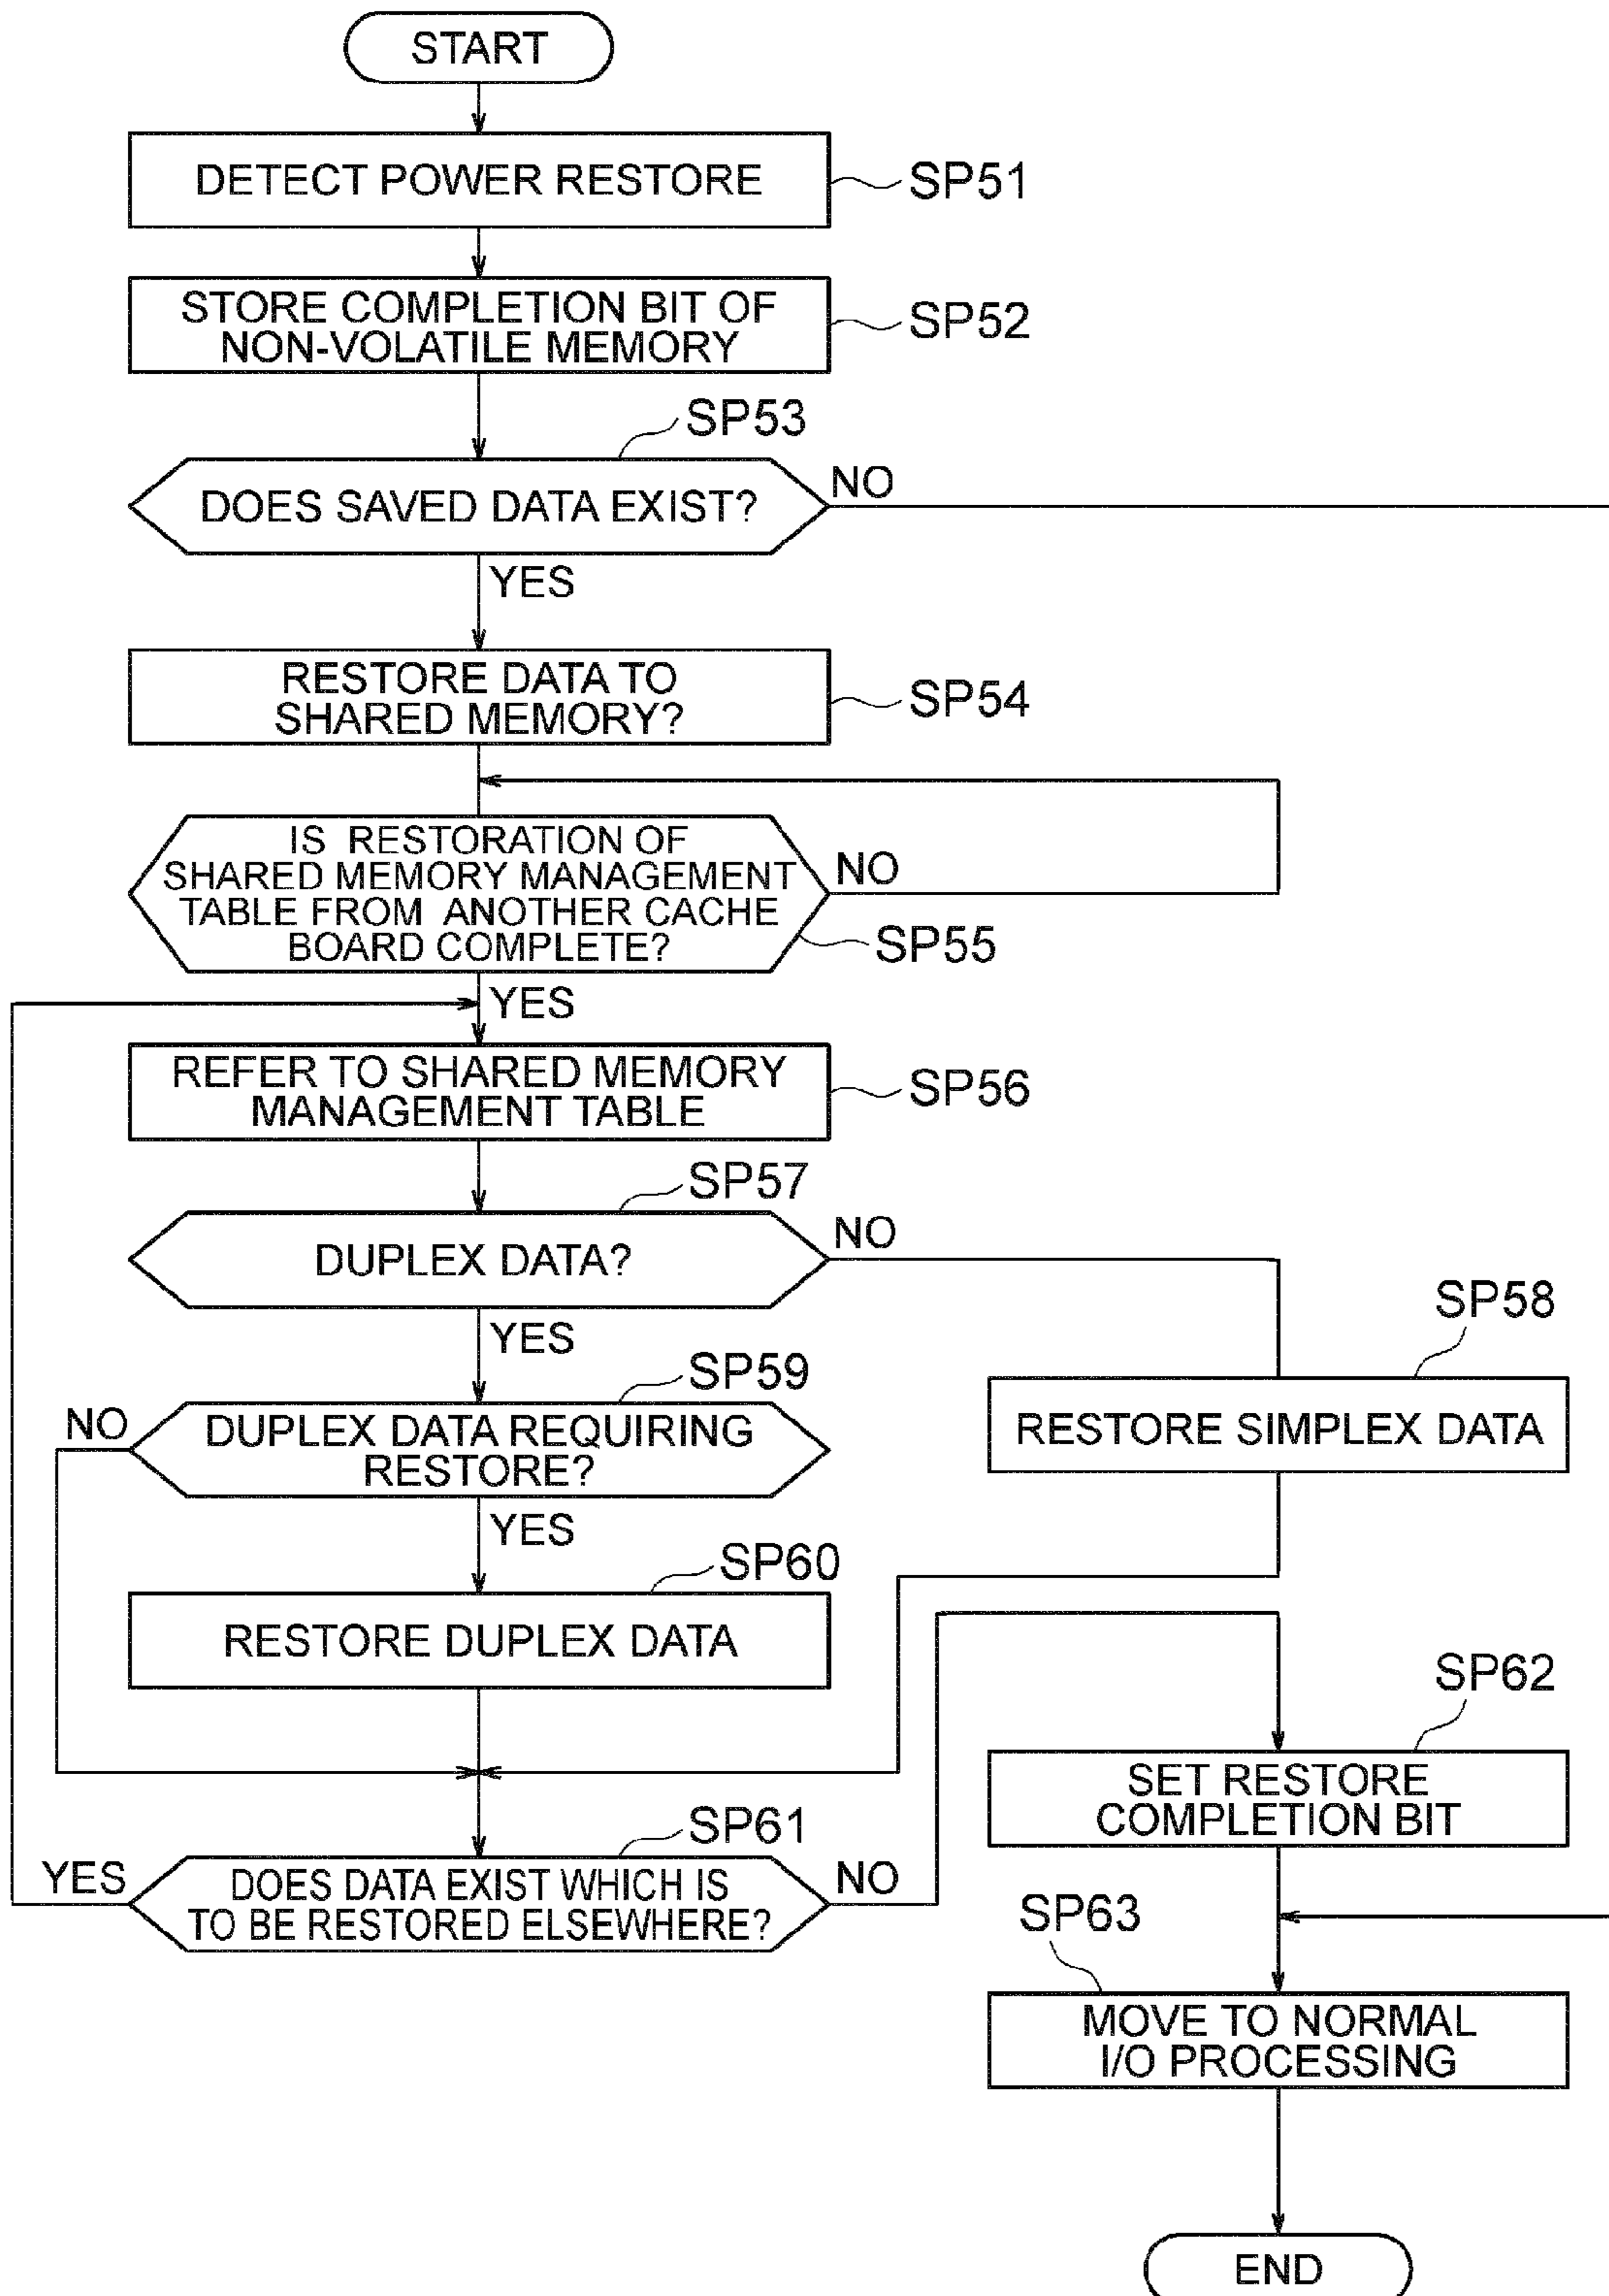 START
DETECT POWER RESTORE
SP51
STORE COMPLETION BIT OF
NON-VOLATILE MEMORY
SP52
SP53
DOES SAVED DATA EXIST?
NO
YES
RESTORE DATA TO
SHARED MEMORY?
SP54
IS RESTORATION OF
SHARED MEMORY MANAGEMENT
TABLE FROM ANOTHER CACHE
BOARD COMPLETE?
NO
SP55
YES
REFER TO SHARED MEMORY
MANAGEMENT TABLE
SP56
SP57
DUPLEX DATA?
NO
YES
SP58
RESTORE SIMPLEX DATA
SP59
NO
DUPLEX DATA REQUIRING
RESTORE?
YES
SP60
RESTORE DUPLEX DATA
SP61
YES
DOES DATA EXIST WHICH IS
TO BE RESTORED ELSEWHERE?
NO
SP62
SET RESTORE
COMPLETION BIT
SP63
MOVE TO NORMAL
I/O PROCESSING
END